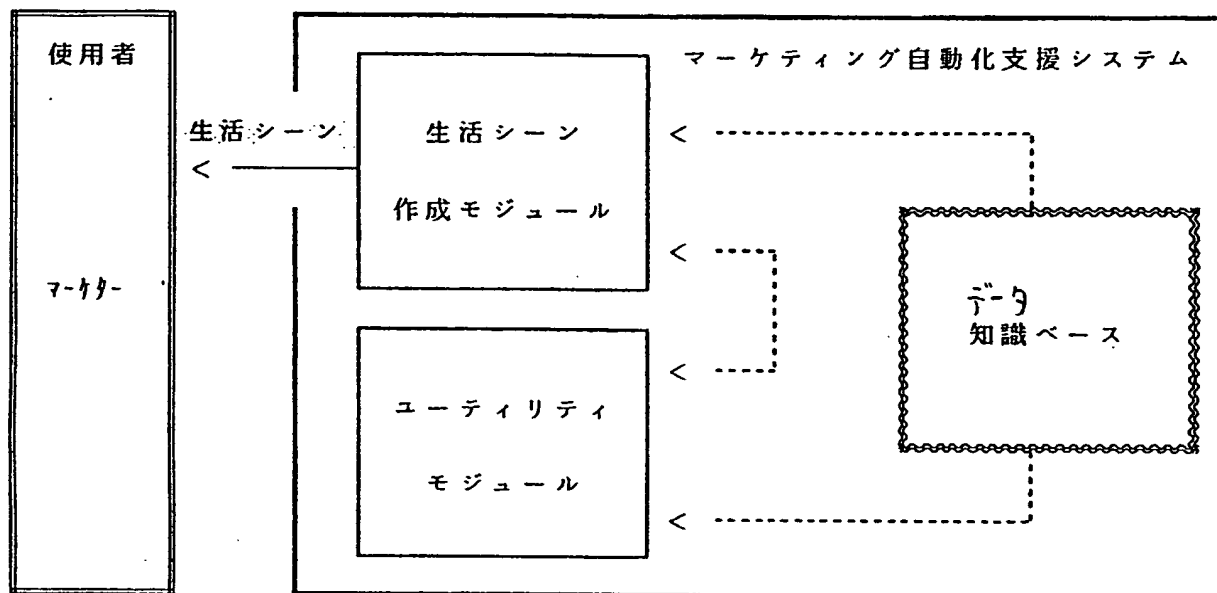 使用者
マーケター
マーケティング自動化支援システム
生活シーン
生活シーン
作成モジュール
ユーティリティ
モジュール
データ
知識ベース